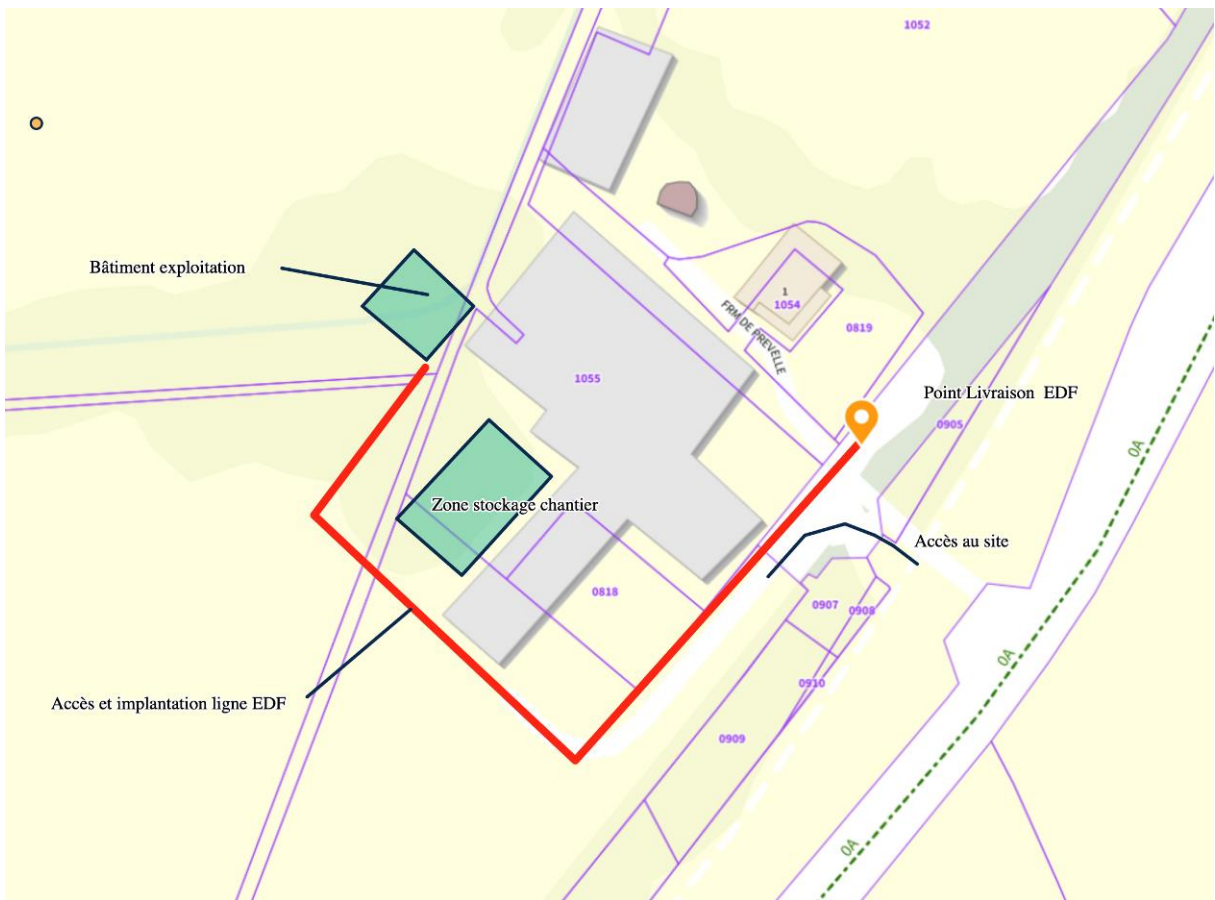 1052
Bâtiment exploitation
1
1054
0819
FRM DE PREVELLE
1055
Point Livraison EDF
0905
0A
Zone stockage chantier
Accès au site
0818
0907
0908
0A
0910
Accès et implantation ligne EDF
0909
0A